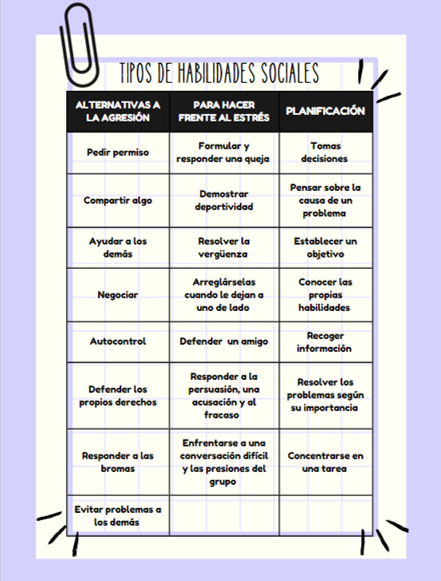 TIPOS DE HABILIDADES SOCIALES
ALTERNATIVAS A
LA AGRESIÓN
PARA HACER
FRENTE AL ESTRÉS
PLANIFICACIÓN
Pedir permiso
Formular y
responder una queja
Tomas
decisiones
Compartir algo
Demostrar
deportividad
Pensar sobre la
causa de un
problema
Ayudar a los
demás
Resolver la
vergüenza
Establecer un
objetivo
Negociar
Arreglárselas
cuando le dejan a
uno de lado
Conocer las
propias
habilidades
Autocontrol
Defender un amigo
Recoger
información
Defender los
propios derechos
Responder a la
persuasión, una
acusación y al
fracaso
Resolver los
problemas según
su importancia
Responder a las
bromas
Enfrentarse a una
conversación difícil
y las presiones del
grupo
Concentrarse en
una tarea
Evitar problemas a
los demás